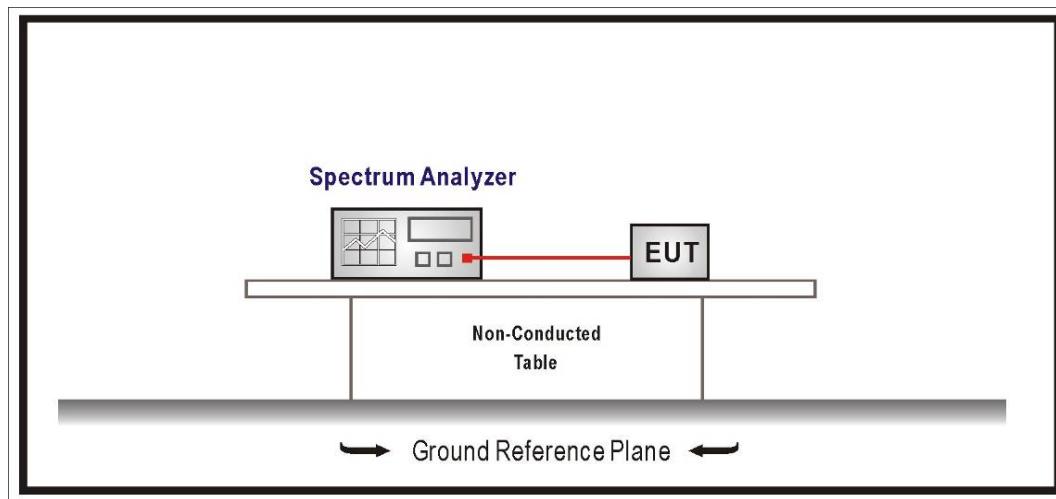 Spectrum Analyzer
EUT
Non-Conducted
Table
Ground Reference Plane